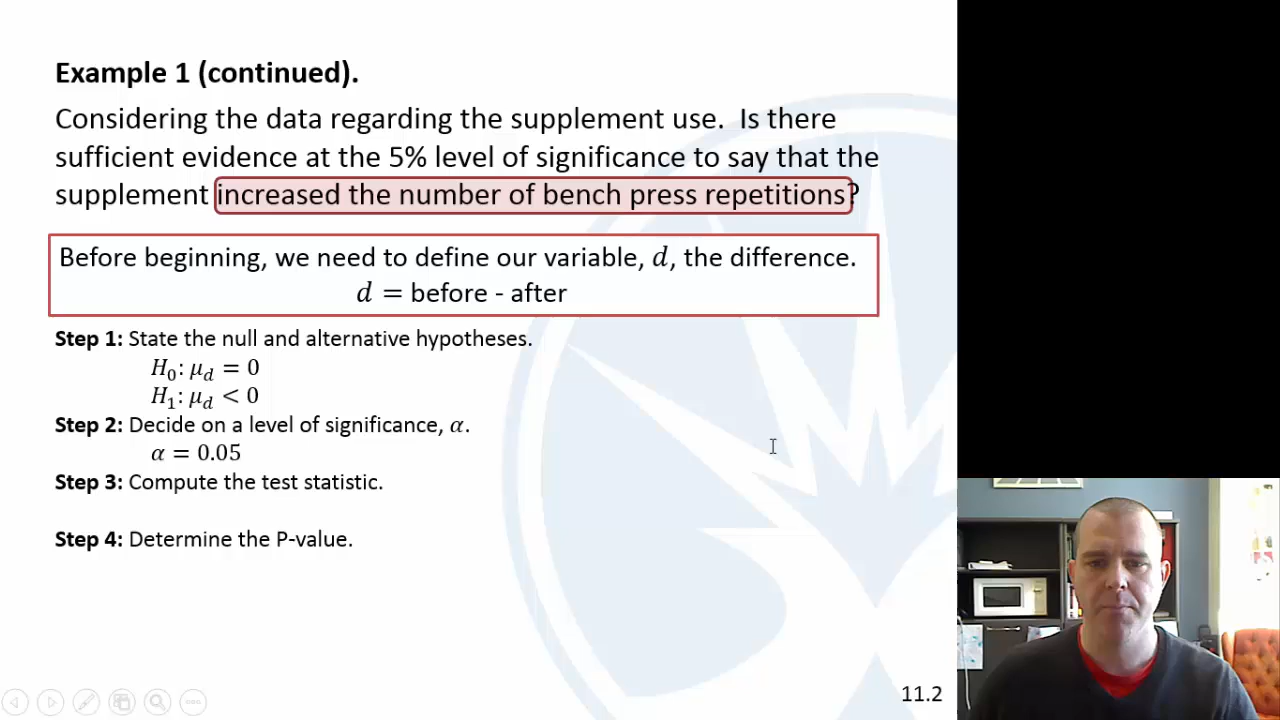 Example 1 (continued).
Considering the data regarding the supplement use. Is there
sufficient evidence at the 5% level of significance to say that the
supplement increased the number of bench press repetitions?
Before beginning, we need to define our variable, 𝑑, the difference.
𝑑 = before - after
Step 1: State the null and alternative hypotheses.
𝐻₀: 𝜇_𝑑 = 0
𝐻₁: 𝜇_𝑑 < 0
Step 2: Decide on a level of significance, 𝛼.
𝛼 = 0.05
Step 3: Compute the test statistic.
Step 4: Determine the P-value.
11.2